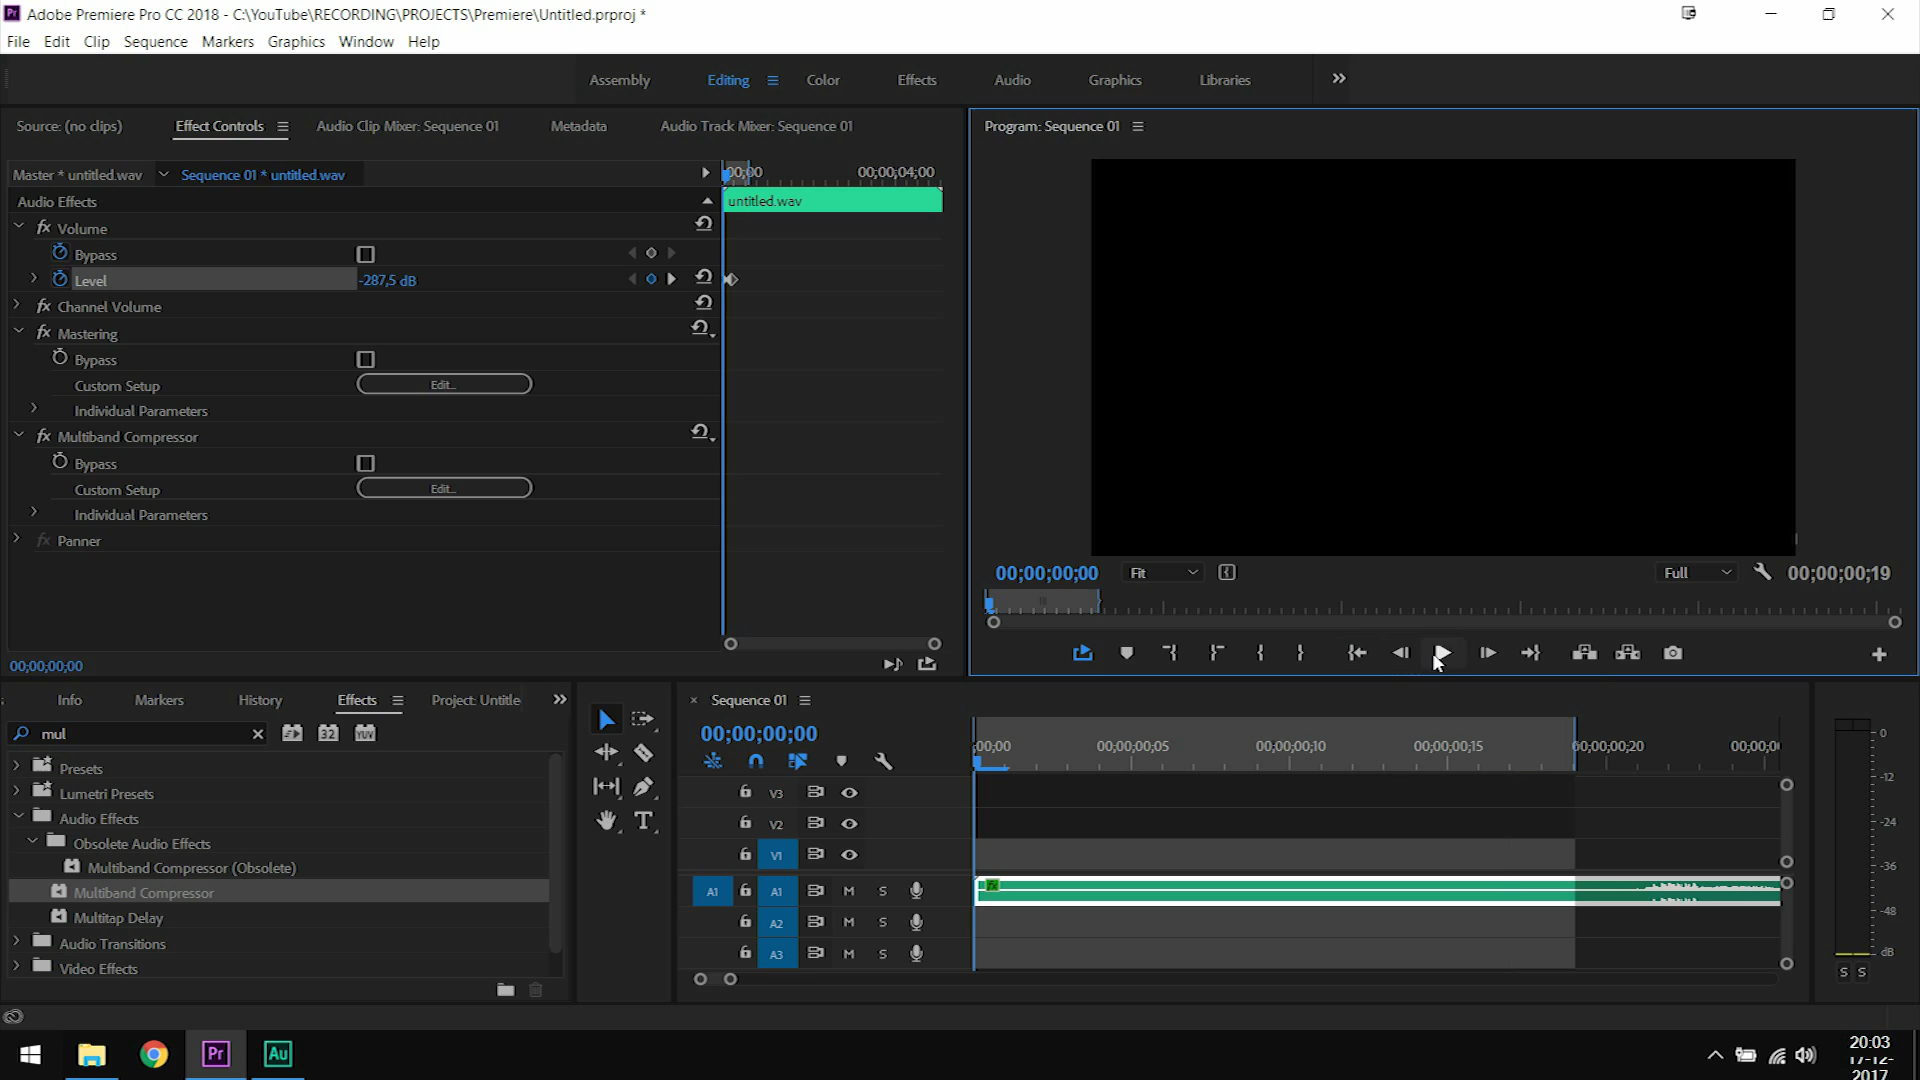 Pr Adobe Premiere Pro CC 2018 - C:\YouTube\RECORDING\PROJECTS\Premiere\Untitled.prproj *
File Edit Clip Sequence Markers Graphics Window Help
Assembly Editing Color Effects Audio Graphics Libraries
Source: (no clips) Effect Controls Audio Clip Mixer: Sequence 01 Metadata Audio Track Mixer: Sequence 01
Program: Sequence 01
Master * untitled.wav Sequence 01 * untitled.wav
00;00 00;00;04;00
Audio Effects
untitled.wav
fx Volume
Bypass
Level -287,5 dB
fx Channel Volume
fx Mastering
Bypass
Custom Setup Edit...
Individual Parameters
fx Multiband Compressor
Bypass
Custom Setup Edit...
Individual Parameters
fx Panner
00;00;00;00
00;00;00;00 Fit Full 00;00;00;19
Info Markers History Effects Project: Untitle
mul
32 YUV
Presets
Lumetri Presets
Audio Effects
Obsolete Audio Effects
Multiband Compressor (Obsolete)
Multiband Compressor
Multitap Delay
Audio Transitions
Video Effects
T
Sequence 01
00;00;00;00
;00;00 00;00;00;05 00;00;00;10 00;00;00;15 00;00;00;20
V3
V2
V1
A1 A1 M S
fx
A2 M S
A3 M S
0
-12
-24
-36
-48
dB
S S
Pr Au
20:03
17-12-
2017